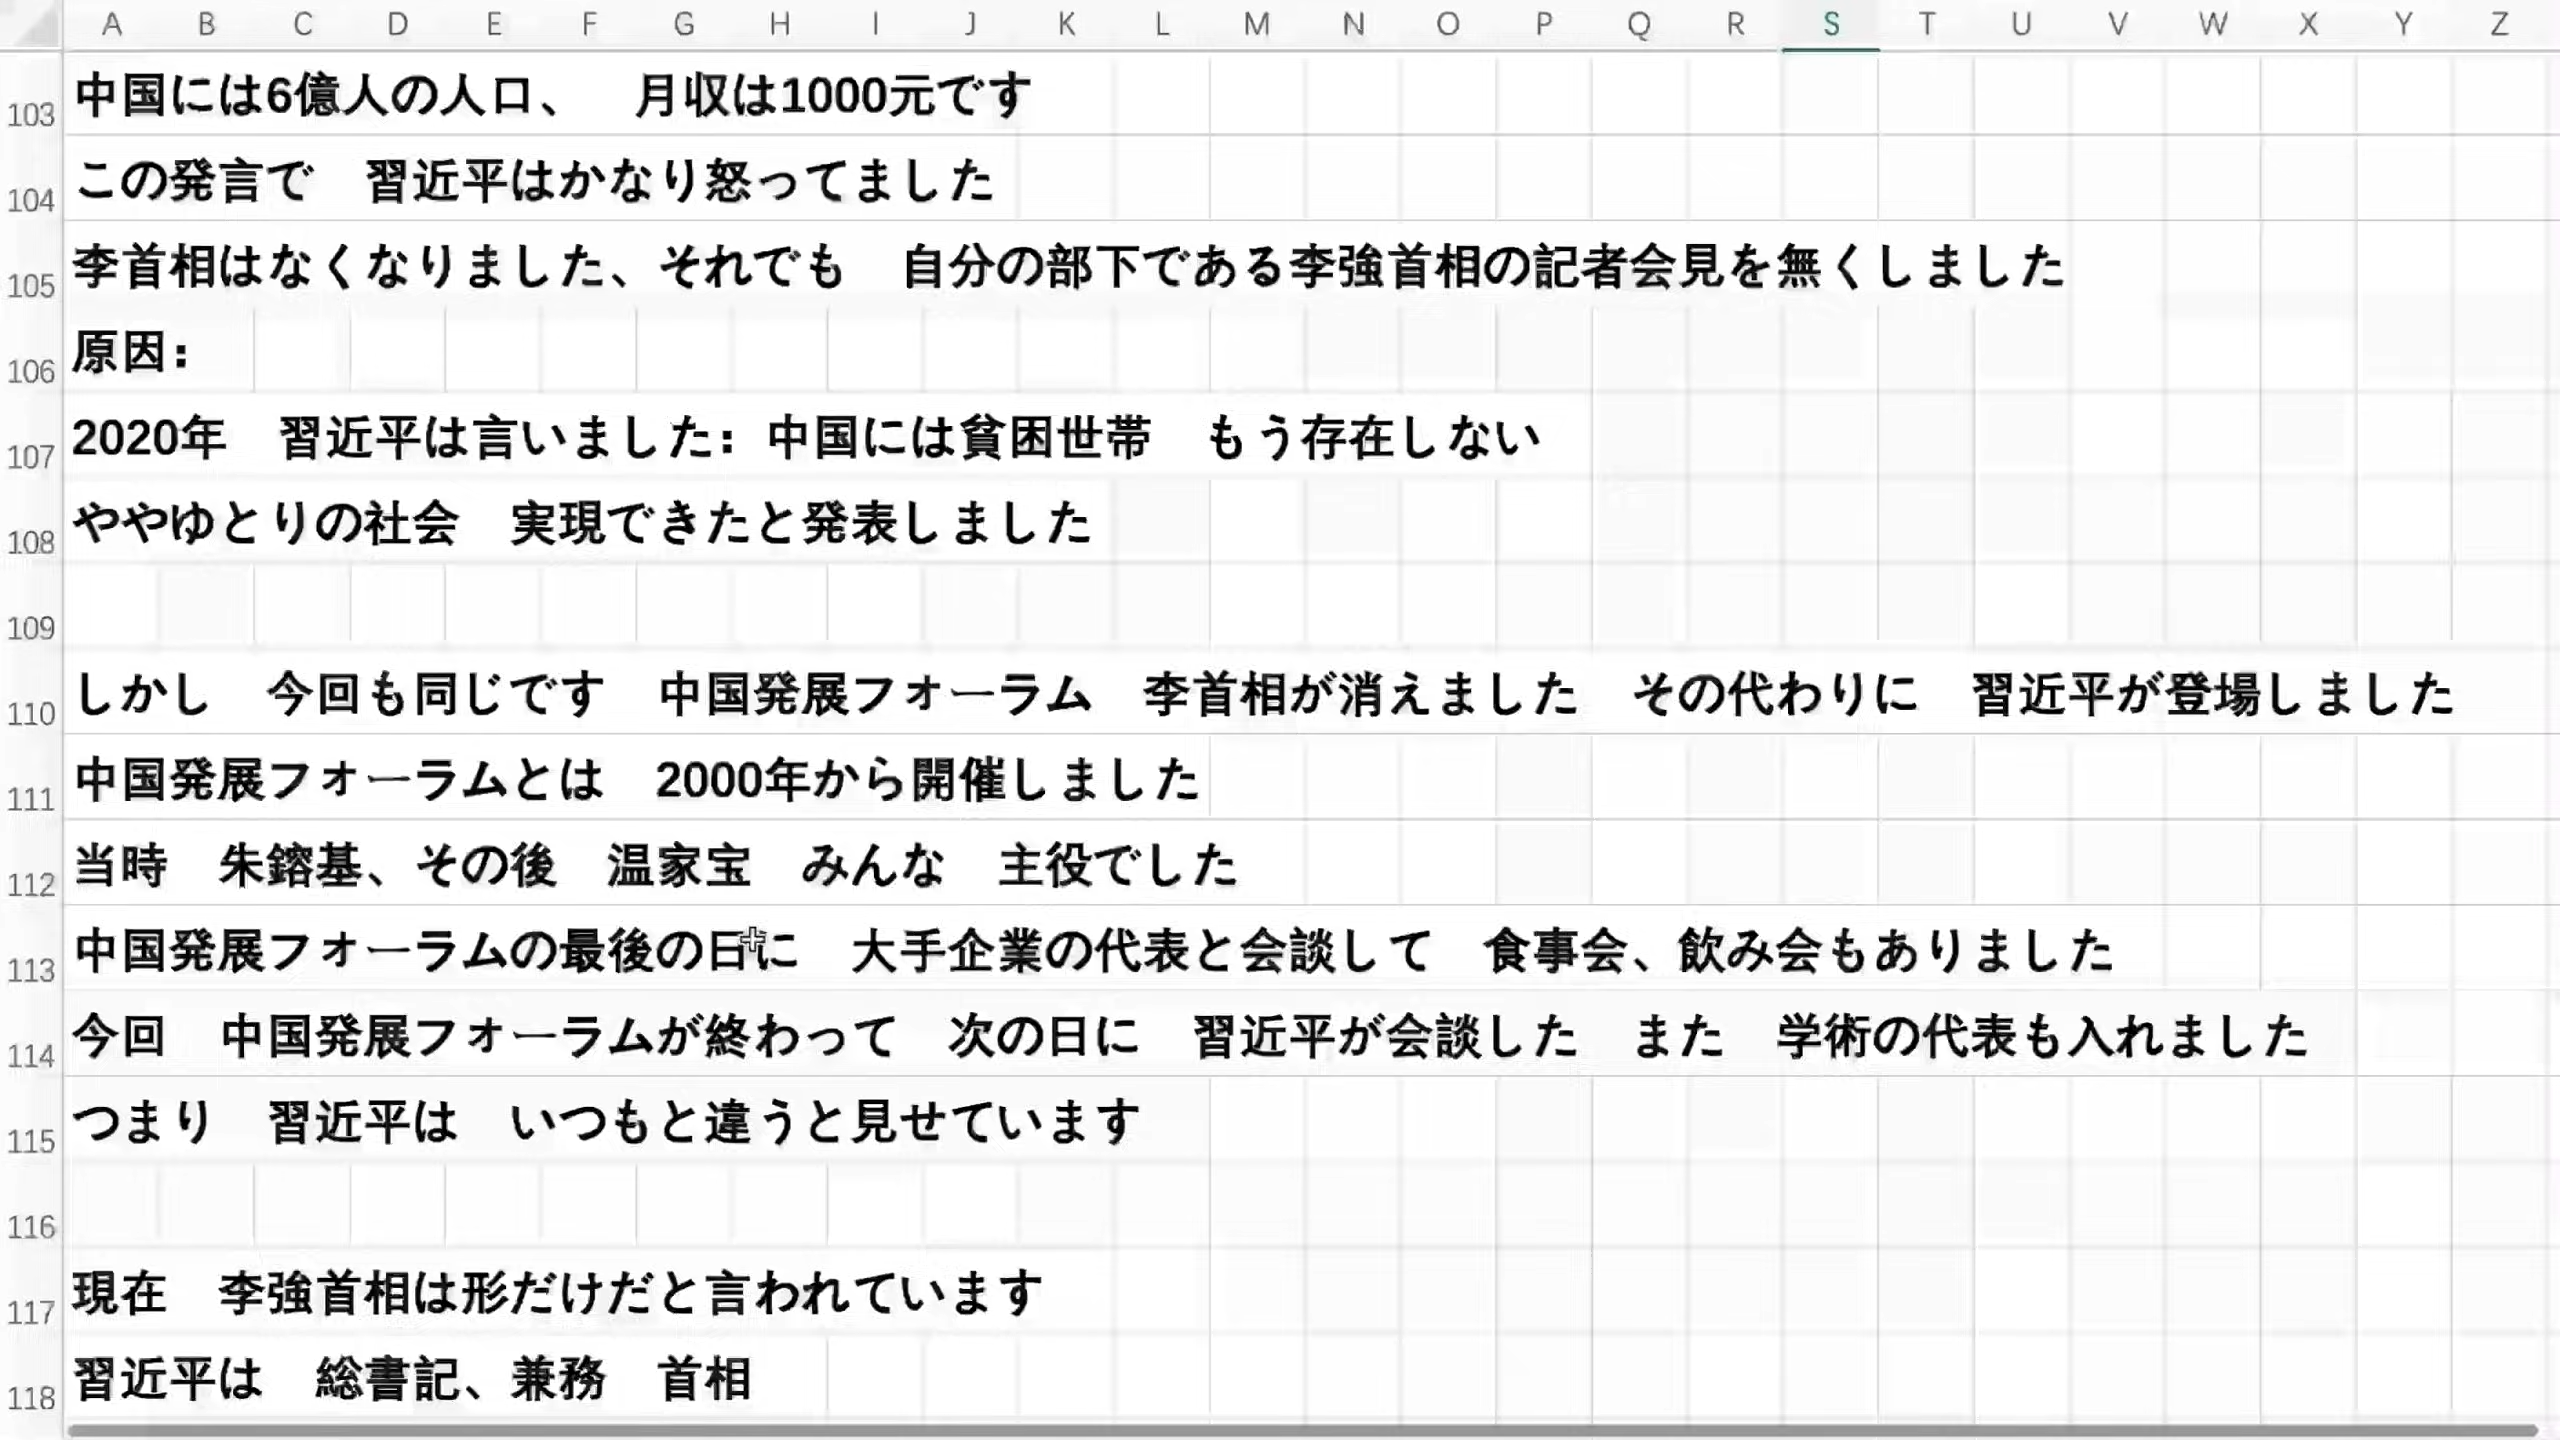 A B C D E F G H I J K L M N O P Q R S T U V W X Y Z
103 中国には6億人の人口、　月収は1000元です
104 この発言で　習近平はかなり怒ってました
105 李首相はなくなりました、それでも　自分の部下である李強首相の記者会見を無くしました
106 原因：
107 2020年　習近平は言いました：中国には貧困世帯　もう存在しない
108 ややゆとりの社会　実現できたと発表しました
109
110 しかし　今回も同じです　中国発展フォーラム　李首相が消えました　その代わりに　習近平が登場しました
111 中国発展フォーラムとは　2000年から開催しました
112 当時　朱鎔基、その後　温家宝　みんな　主役でした
113 中国発展フォーラムの最後の日に　大手企業の代表と会談して　食事会、飲み会もありました
114 今回　中国発展フォーラムが終わって　次の日に　習近平が会談した　また　学術の代表も入れました
115 つまり　習近平は　いつもと違うと見せています
116
117 現在　李強首相は形だけだと言われています
118 習近平は　総書記、兼務　首相